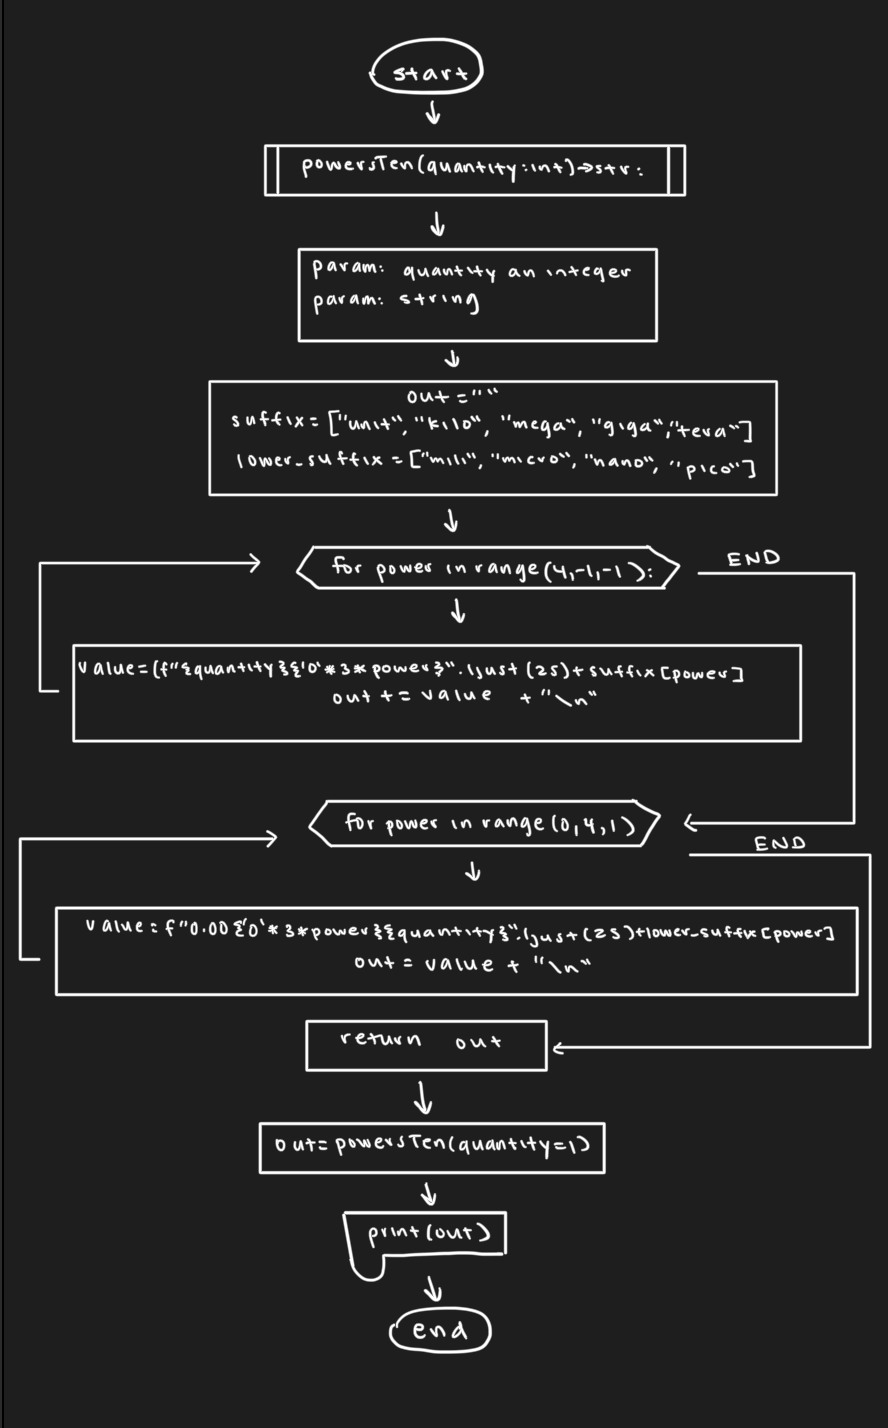 start
powersTen(quantity:int)→str:
param: quantity an integer
param: string
out =""
suffix = ["unit", "kilo", "mega", "giga", "tera"]
lower_suffix = ["mili", "micro", "nano", "pico"]
for power in range(4,-1,-1):
END
value=(f"{quantity}{'0'*3*power}".ljust(25)+suffix[power]
out += value + "\n"
for power in range(0,4,1)
END
value = f"0.00{'0'*3*power}{quantity}".ljust(25)+lower_suffix[power]
out = value + "\n"
return out
out=powersTen(quantity=1)
print(out)
end